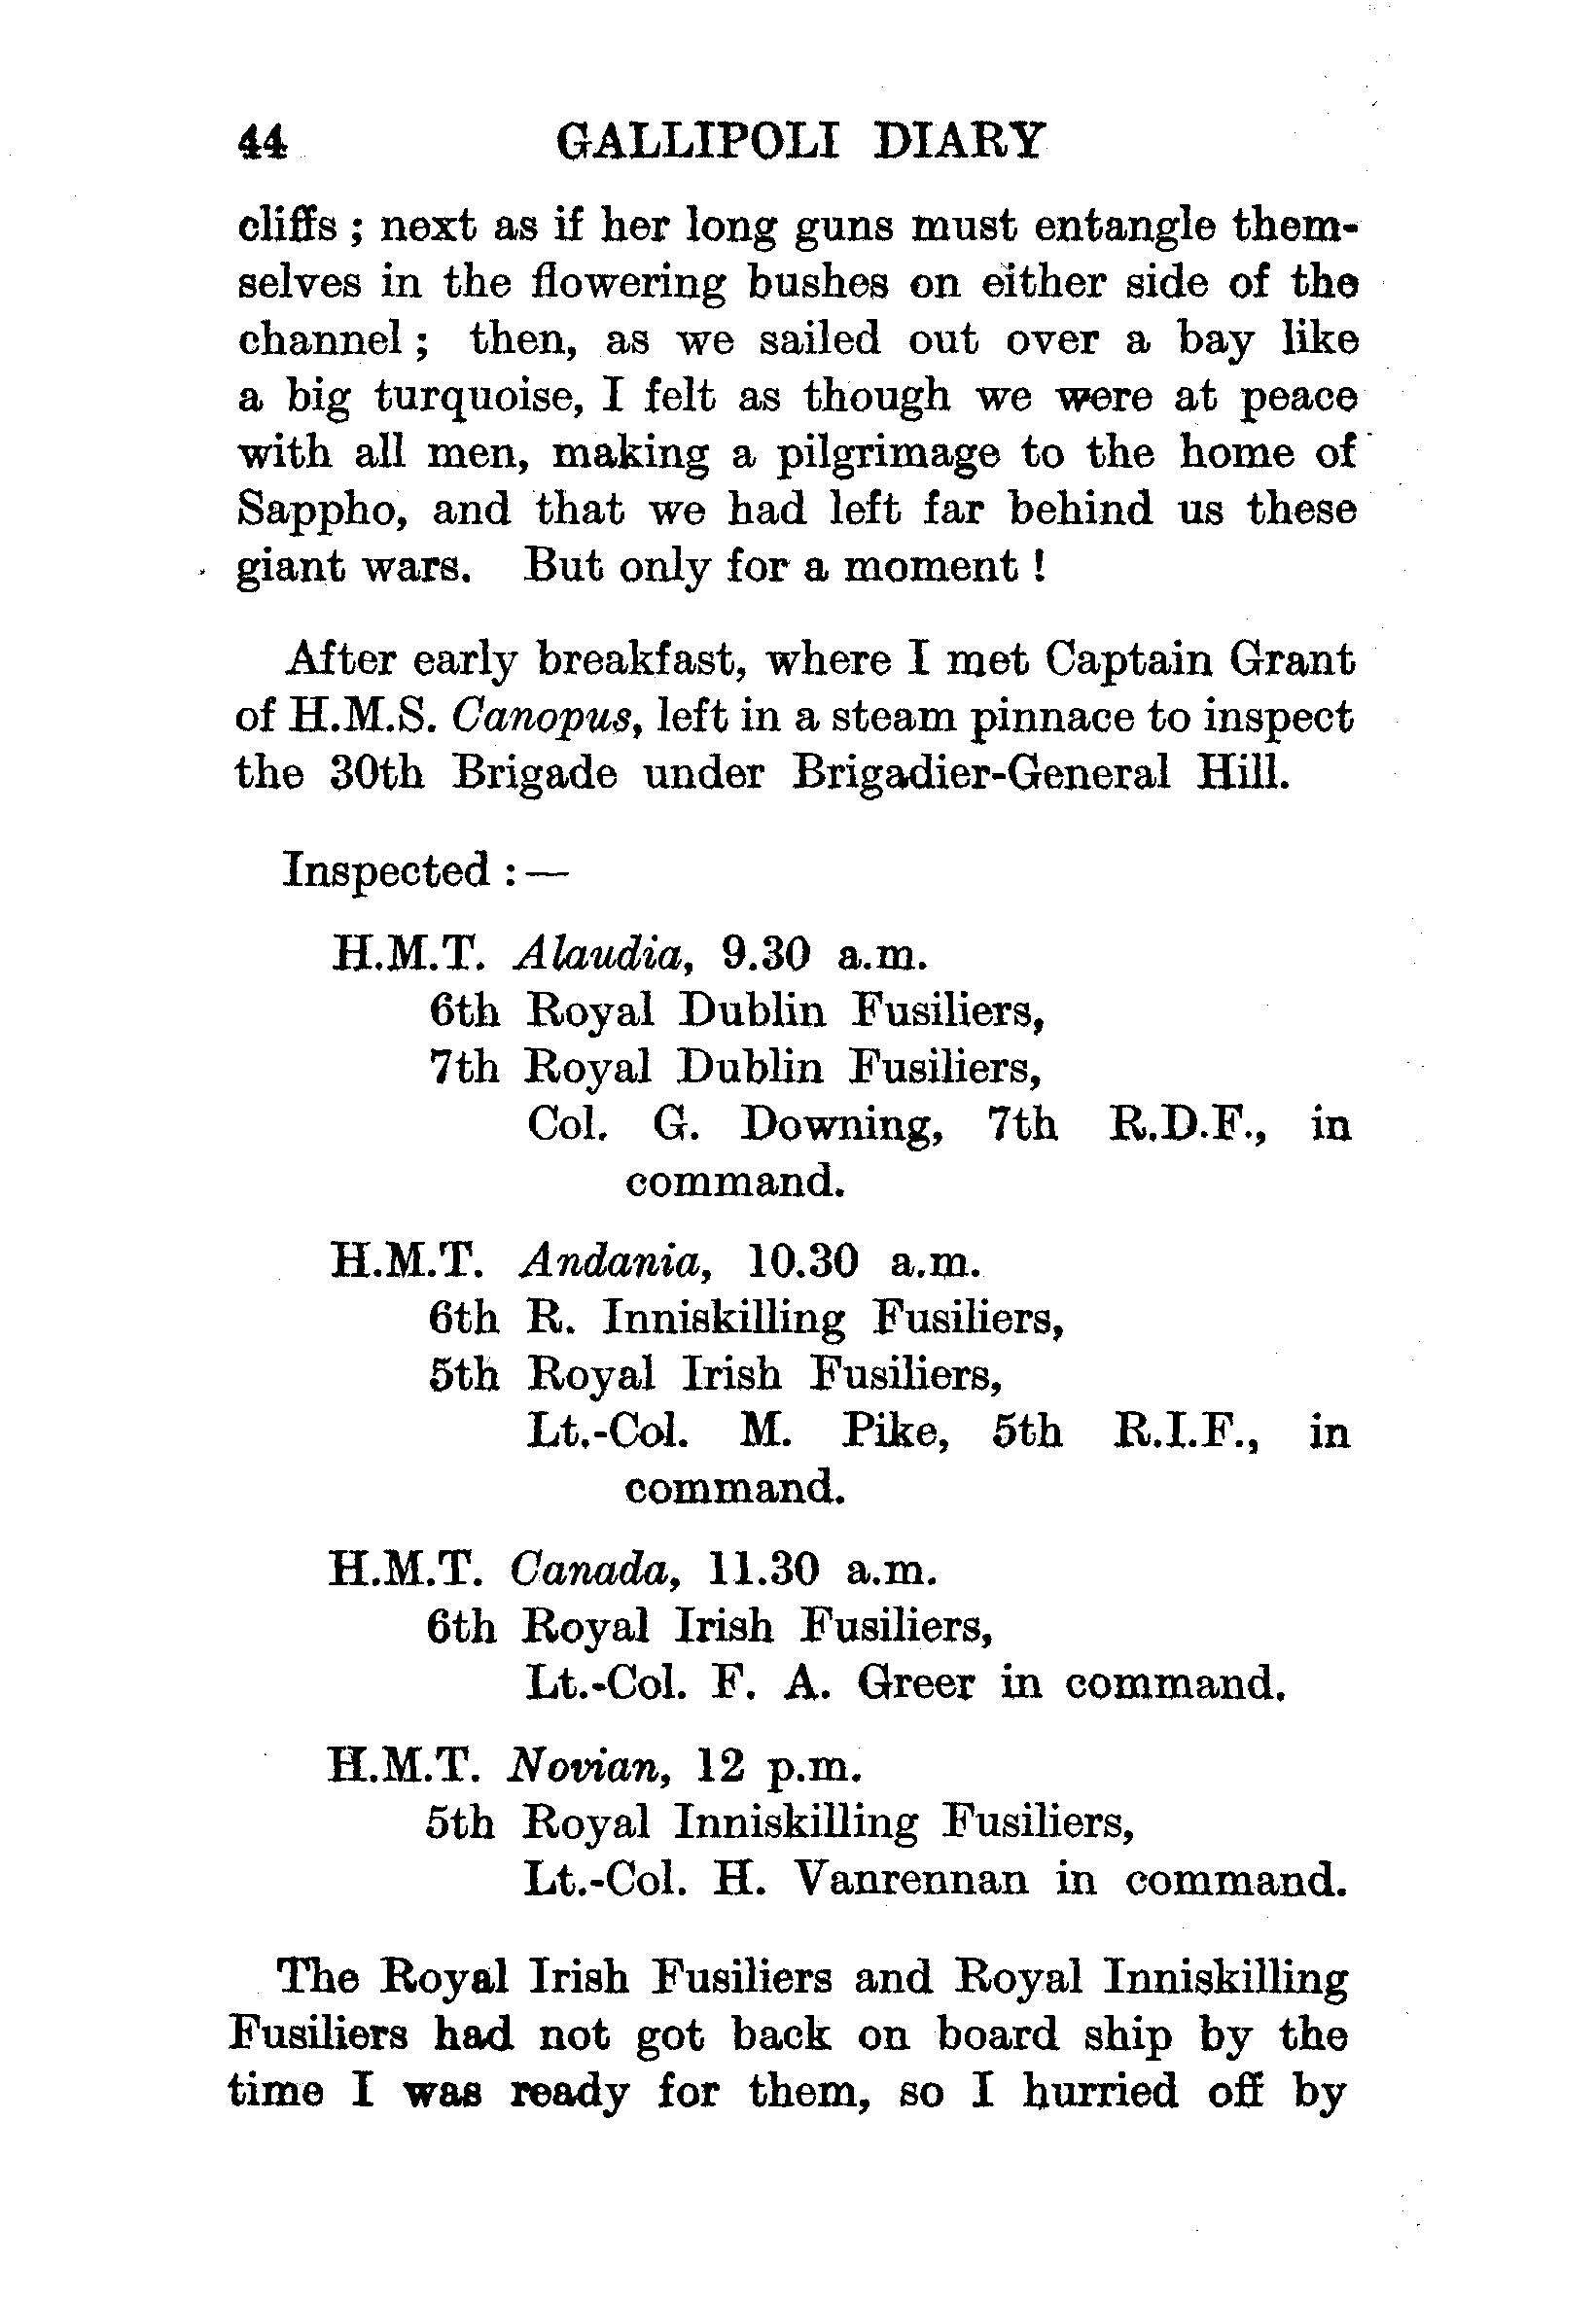 44 GALLIPOLI DIARY
cliffs ; next as if her long guns must entangle them-
selves in the flowering bushes on either side of the
channel ; then, as we sailed out over a bay like
a big turquoise, I felt as though we were at peace
with all men, making a pilgrimage to the home of
Sappho, and that we had left far behind us these
giant wars. But only for a moment !
After early breakfast, where I met Captain Grant
of H.M.S. Canopus, left in a steam pinnace to inspect
the 30th Brigade under Brigadier-General Hill.
Inspected :—
H.M.T. Alaudia, 9.30 a.m.
6th Royal Dublin Fusiliers,
7th Royal Dublin Fusiliers,
Col. G. Downing, 7th R.D.F., in
command.
H.M.T. Andania, 10.30 a.m.
6th R. Inniskilling Fusiliers,
5th Royal Irish Fusiliers,
Lt.-Col. M. Pike, 5th R.I.F., in
command.
H.M.T. Canada, 11.30 a.m.
6th Royal Irish Fusiliers,
Lt.-Col. F. A. Greer in command.
H.M.T. Novian, 12 p.m.
5th Royal Inniskilling Fusiliers,
Lt.-Col. H. Vanrennan in command.
The Royal Irish Fusiliers and Royal Inniskilling
Fusiliers had not got back on board ship by the
time I was ready for them, so I hurried off by